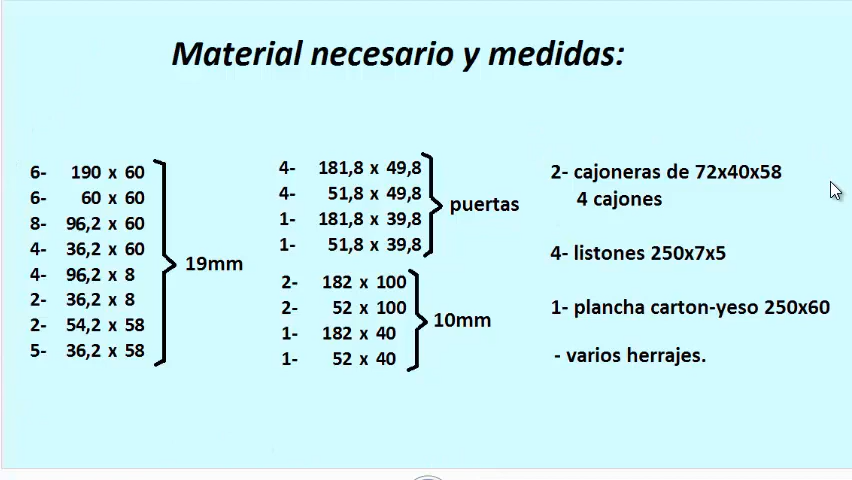 Material necesario y medidas:
6- 190 x 60
6- 60 x 60
8- 96,2 x 60
4- 36,2 x 60
4- 96,2 x 8
2- 36,2 x 8
2- 54,2 x 58
5- 36,2 x 58
19mm
4- 181,8 x 49,8
4- 51,8 x 49,8
1- 181,8 x 39,8
1- 51,8 x 39,8
puertas
2- 182 x 100
2- 52 x 100
1- 182 x 40
1- 52 x 40
10mm
2- cajoneras de 72x40x58
4 cajones
4- listones 250x7x5
1- plancha carton-yeso 250x60
- varios herrajes.